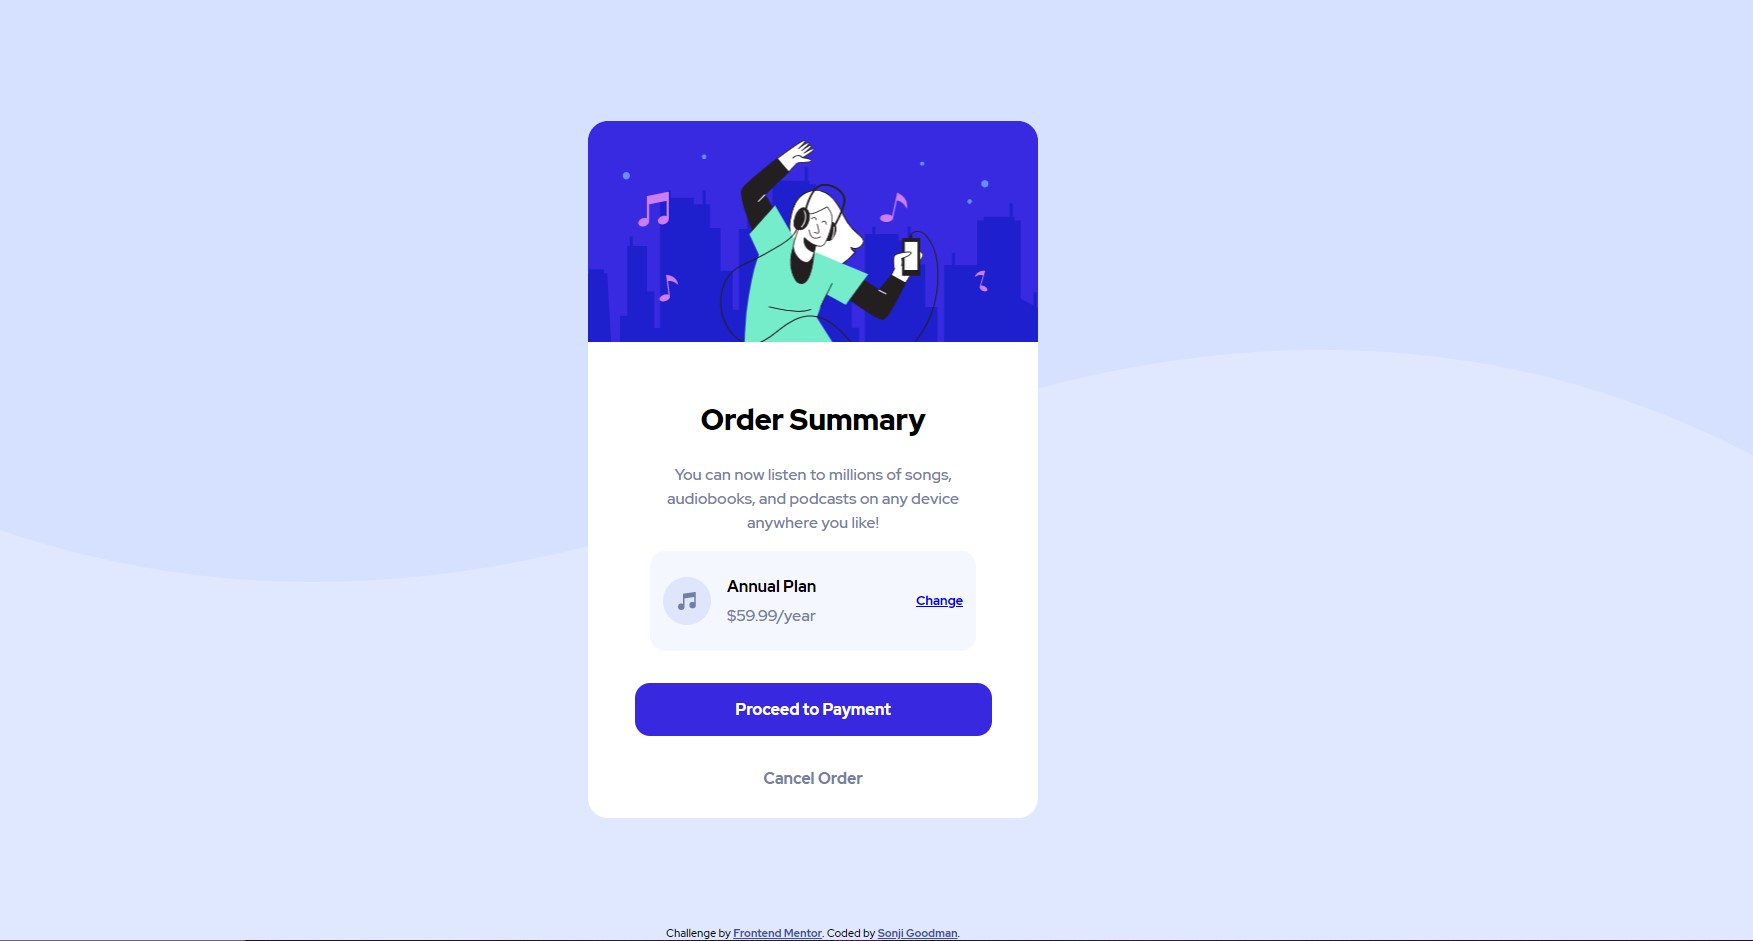 Order Summary
You can now listen to millions of songs,
audiobooks, and podcasts on any device
anywhere you like!
Annual Plan
$59.99/year
Change
Proceed to Payment
Cancel Order
Challenge by Frontend Mentor. Coded by Sonji Goodman.